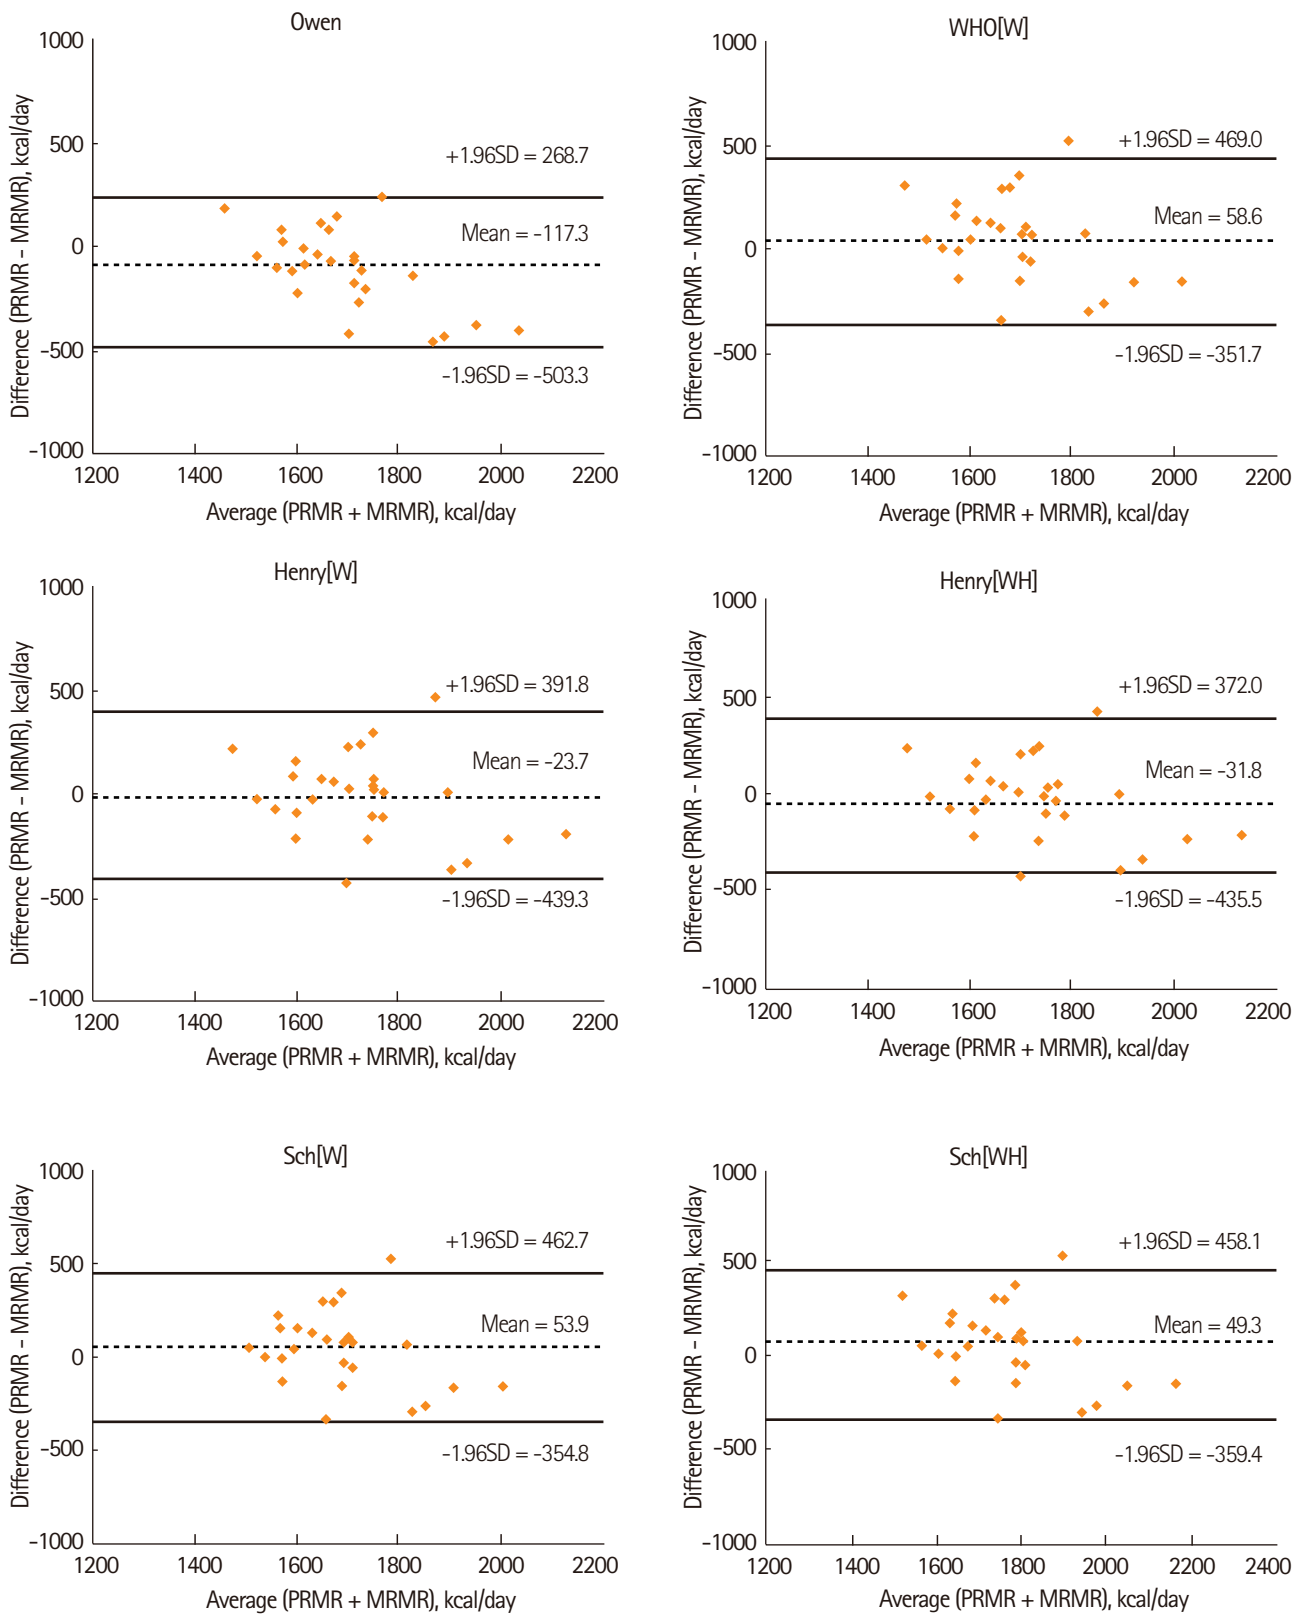 Owen
1000
500
0
-500
-1000
Difference (PRMR - MRMR), kcal/day
+1.96SD = 268.7
Mean = -117.3
-1.96SD = -503.3
1200 1400 1600 1800 2000 2200
Average (PRMR + MRMR), kcal/day
WHO[W]
1000
500
0
-500
-1000
Difference (PRMR - MRMR), kcal/day
+1.96SD = 469.0
Mean = 58.6
-1.96SD = -351.7
1200 1400 1600 1800 2000 2200
Average (PRMR + MRMR), kcal/day
Henry[W]
1000
500
0
-500
-1000
Difference (PRMR - MRMR), kcal/day
+1.96SD = 391.8
Mean = -23.7
-1.96SD = -439.3
1200 1400 1600 1800 2000 2200
Average (PRMR + MRMR), kcal/day
Henry[WH]
1000
500
0
-500
-1000
Difference (PRMR - MRMR), kcal/day
+1.96SD = 372.0
Mean = -31.8
-1.96SD = -435.5
1200 1400 1600 1800 2000 2200
Average (PRMR + MRMR), kcal/day
Sch[W]
1000
500
0
-500
-1000
Difference (PRMR - MRMR), kcal/day
+1.96SD = 462.7
Mean = 53.9
-1.96SD = -354.8
1200 1400 1600 1800 2000 2200
Average (PRMR + MRMR), kcal/day
Sch[WH]
1000
500
0
-500
-1000
Difference (PRMR - MRMR), kcal/day
+1.96SD = 458.1
Mean = 49.3
-1.96SD = -359.4
1200 1400 1600 1800 2000 2200 2400
Average (PRMR + MRMR), kcal/day